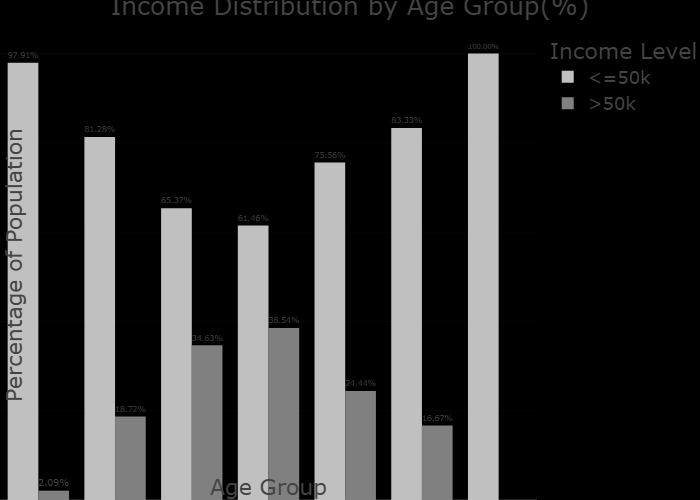 Income Distribution by Age Group(%)
Income Level
<=50k
>50k
Percentage of Population
97.91%
2.09%
81.28%
18.72%
65.37%
34.63%
61.46%
38.54%
75.56%
24.44%
83.33%
16.67%
100.00%
Age Group